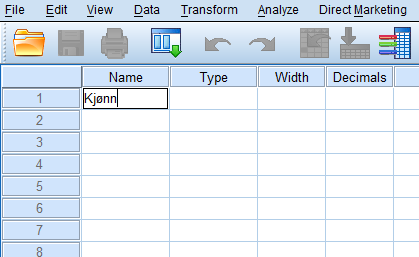 File Edit View Data Transform Analyze Direct Marketing
Name Type Width Decimals
1 Kjønn
2
3
4
5
6
7
8